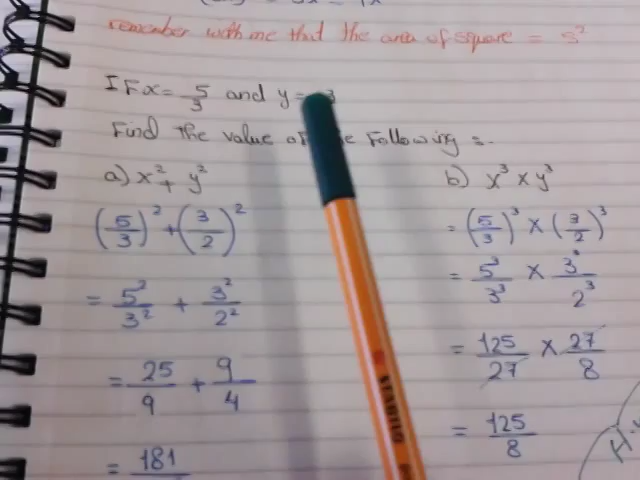 remember with me that the area of square = s²
IF x = 5/3 and y = 3
Find the value of the following :-
a) x² + y²
(5/3)² + (3/2)²
= 5²/3² + 3²/2²
= 25/9 + 9/4
= 181
b) x³ × y³
= (5/3)³ × (3/2)³
= 5³/3³ × 3³/2³
= 125/27 × 27/8
= 125/8
STABILO